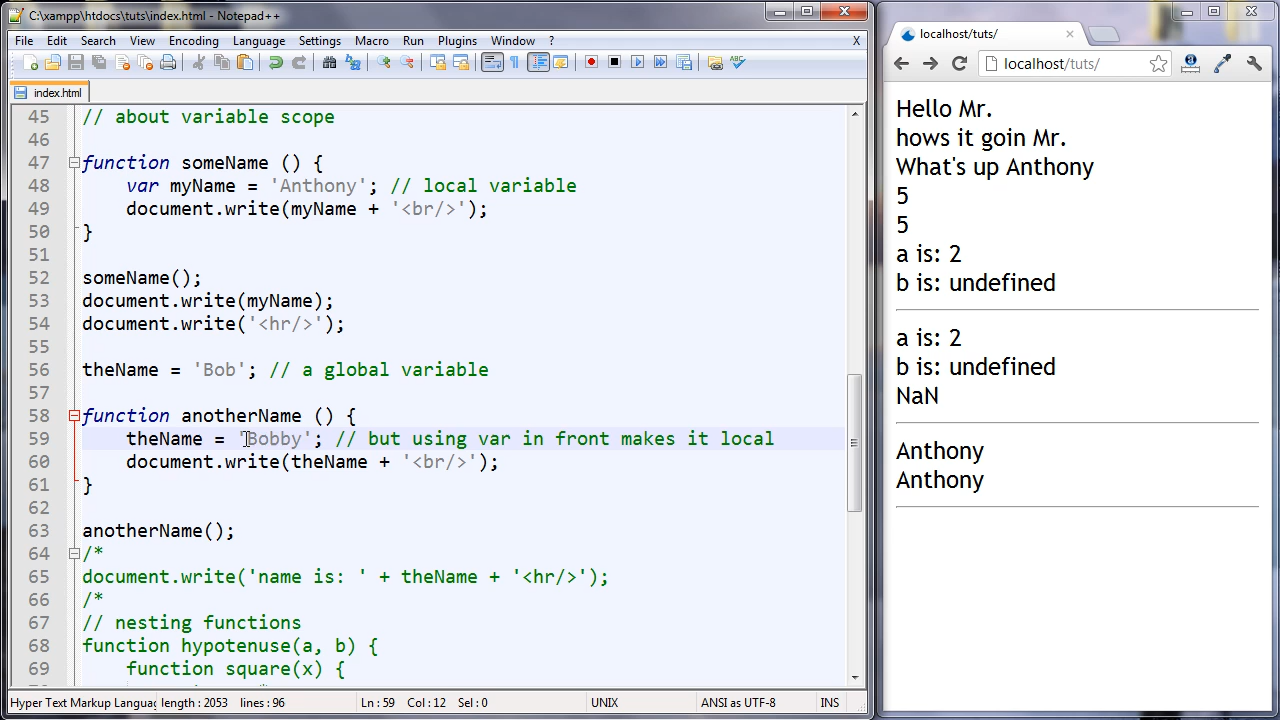 C:\xampp\htdocs\tuts\index.html - Notepad++
File Edit Search View Encoding Language Settings Macro Run Plugins Window ? X
index.html
45 // about variable scope
46
47 function someName () {
48 var myName = 'Anthony'; // local variable
49 document.write(myName + '<br/>');
50 }
51
52 someName();
53 document.write(myName);
54 document.write('<hr/>');
55
56 theName = 'Bob'; // a global variable
57
58 function anotherName () {
59 theName = 'Bobby'; // but using var in front makes it local
60 document.write(theName + '<br/>');
61 }
62
63 anotherName();
64 /*
65 document.write('name is: ' + theName + '<hr/>');
66 /*
67 // nesting functions
68 function hypotenuse(a, b) {
69 function square(x) {
Hyper Text Markup Languag length : 2053 lines : 96 Ln : 59 Col : 12 Sel : 0 UNIX ANSI as UTF-8 INS
localhost/tuts/
localhost/tuts/
Hello Mr.
hows it goin Mr.
What's up Anthony
5
5
a is: 2
b is: undefined
a is: 2
b is: undefined
NaN
Anthony
Anthony